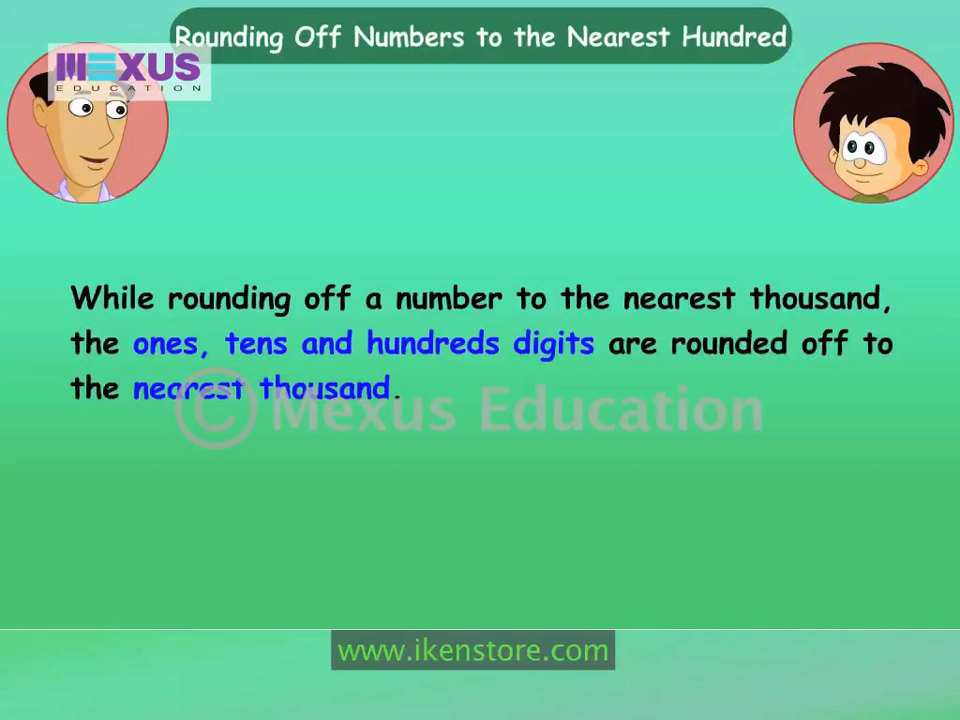 Rounding Off Numbers to the Nearest Hundred
MEXUS
EDUCATION
While rounding off a number to the nearest thousand,
the ones, tens and hundreds digits are rounded off to
the nearest thousand.
© Mexus Education
www.ikenstore.com